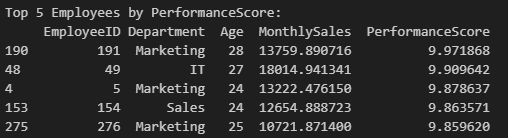 Top 5 Employees by PerformanceScore:
     EmployeeID Department  Age  MonthlySales  PerformanceScore
190         191  Marketing   28  13759.890716          9.971868
48           49         IT   27  18014.941341          9.909642
4             5  Marketing   24  13222.476150          9.878637
153         154      Sales   24  12654.888723          9.863571
275         276  Marketing   25  10721.871400          9.859620